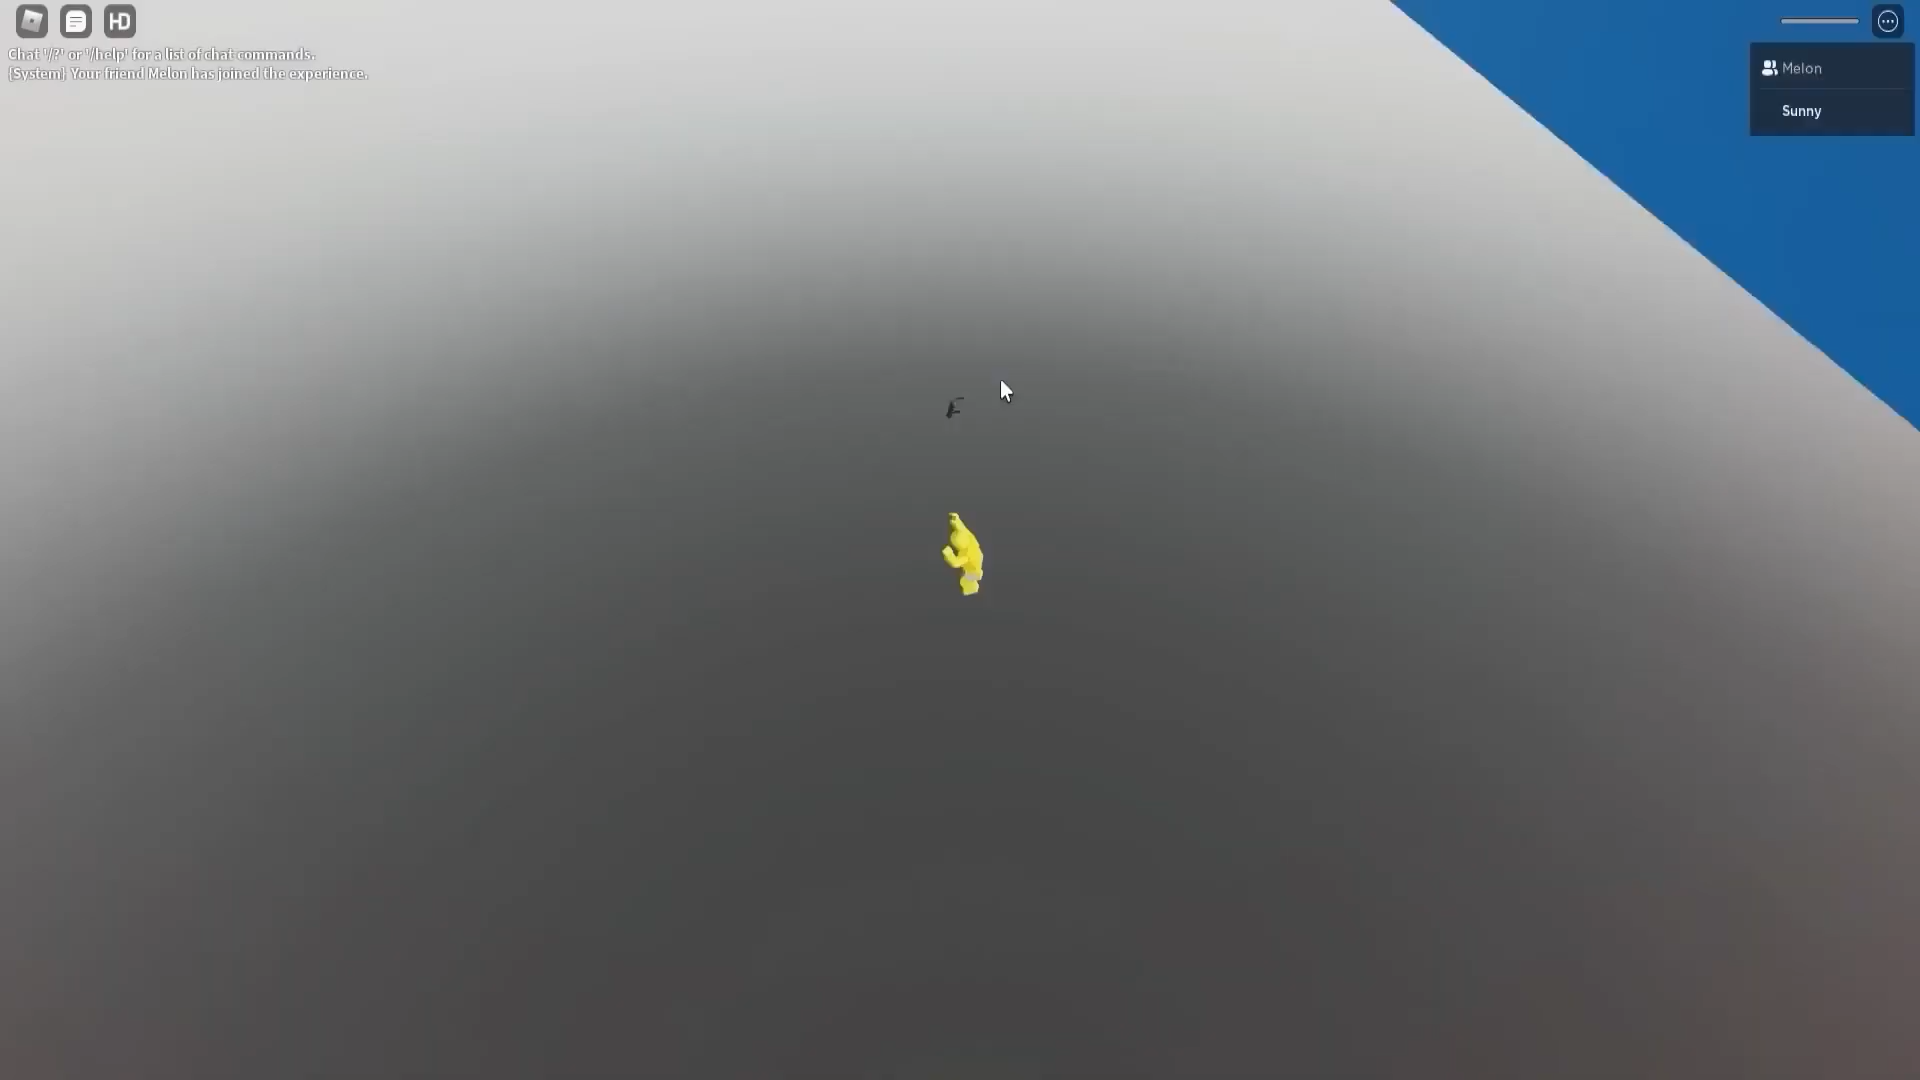 HD
Chat '/?' or '/help' for a list of chat commands.
[System] Your friend Melon has joined the experience.
Melon
Sunny